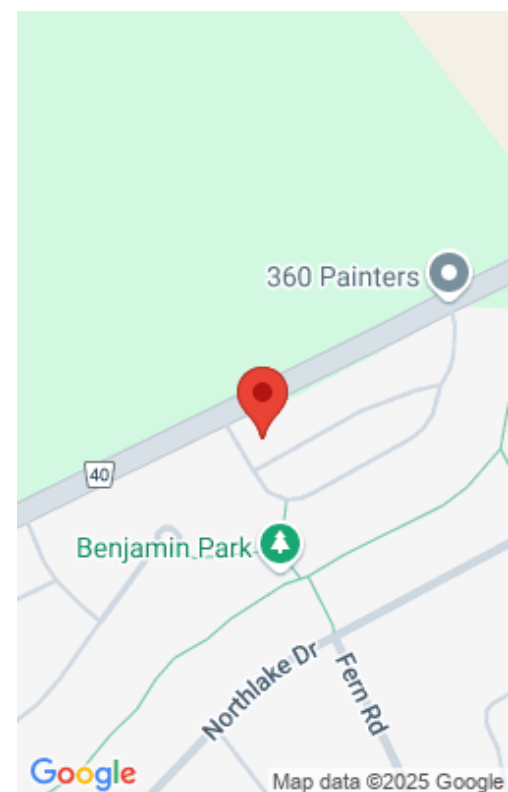 360 Painters
40
Benjamin Park
Northlake Dr
Fern Rd
Google
Map data ©2025 Google